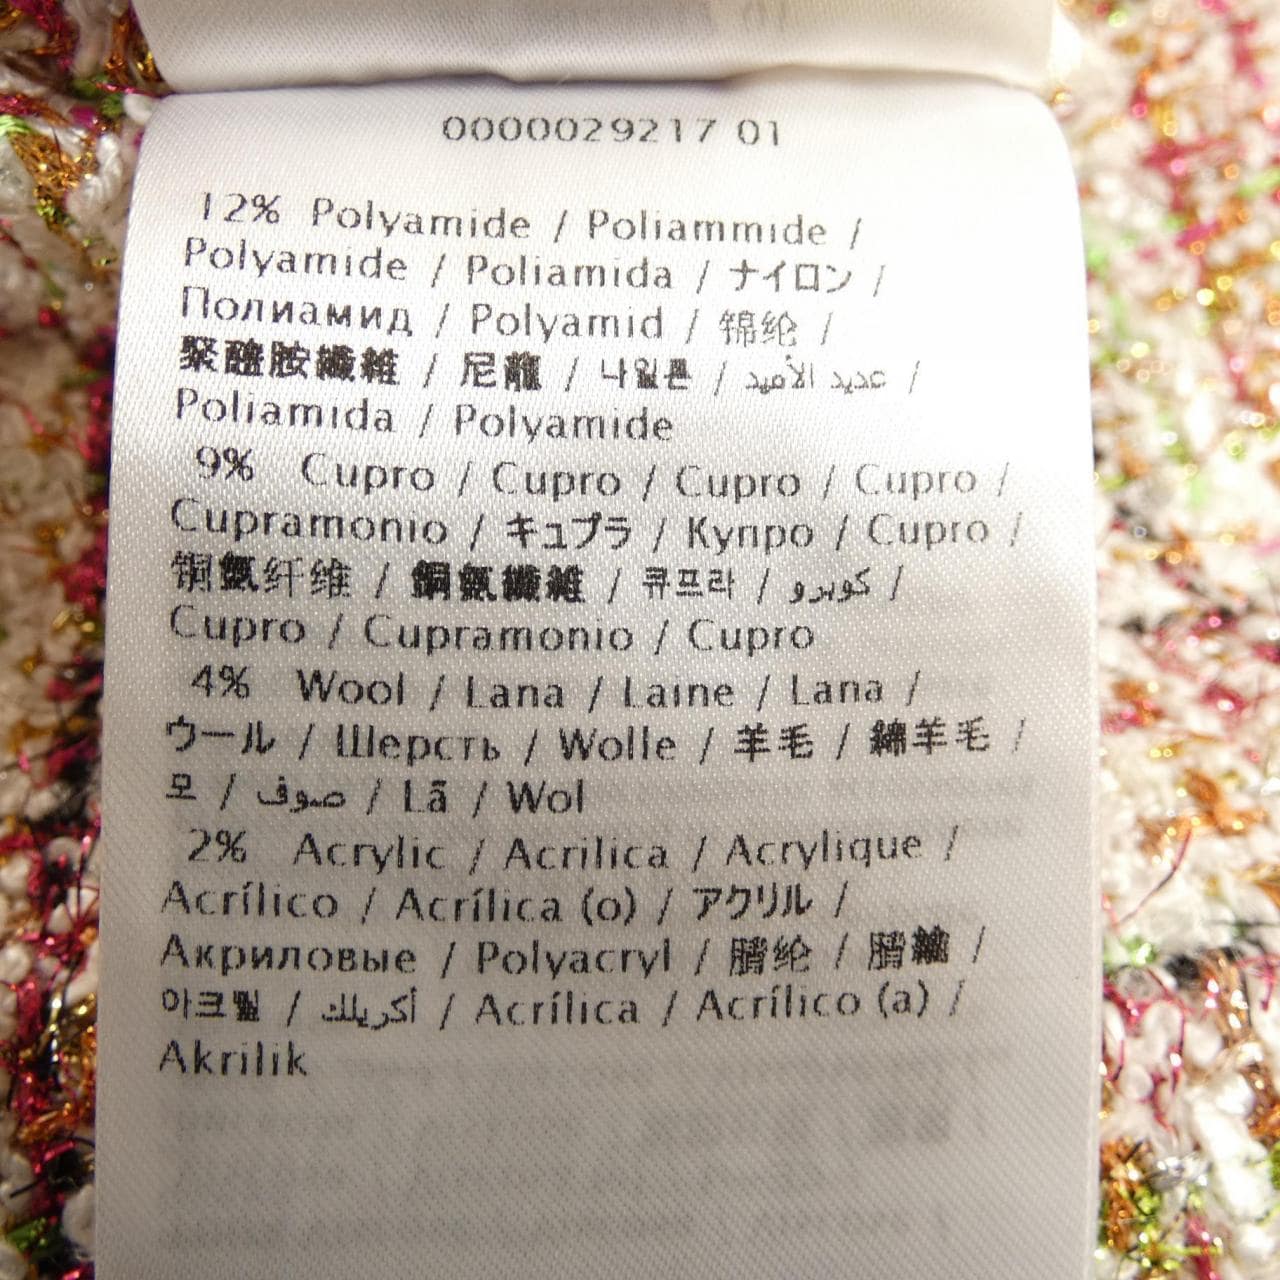 0000029217 01
12% Polyamide / Poliammide /
Polyamide / Poliamida / ナイロン /
Полиамид / Polyamid / 锦纶 /
聚醯胺纖維 / 尼龍 / 나일론 / عديد الأميد /
Poliamida / Polyamide
9% Cupro / Cupro / Cupro / Cupro /
Cupramonio / キュプラ / Купро / Cupro /
铜氨纤维 / 銅氨纖維 / 큐프라 / كوبرو /
Cupro / Cupramonio / Cupro
4% Wool / Lana / Laine / Lana /
ウール / Шерсть / Wolle / 羊毛 / 綿羊毛 /
모 / صوف / Lã / Wol
2% Acrylic / Acrilica / Acrylique /
Acrílico / Acrílica (o) / アクリル /
Акриловые / Polyacryl / 腈纶 / 腈綸 /
아크릴 / أكريلك / Acrílica / Acrílico (a) /
Akrilik